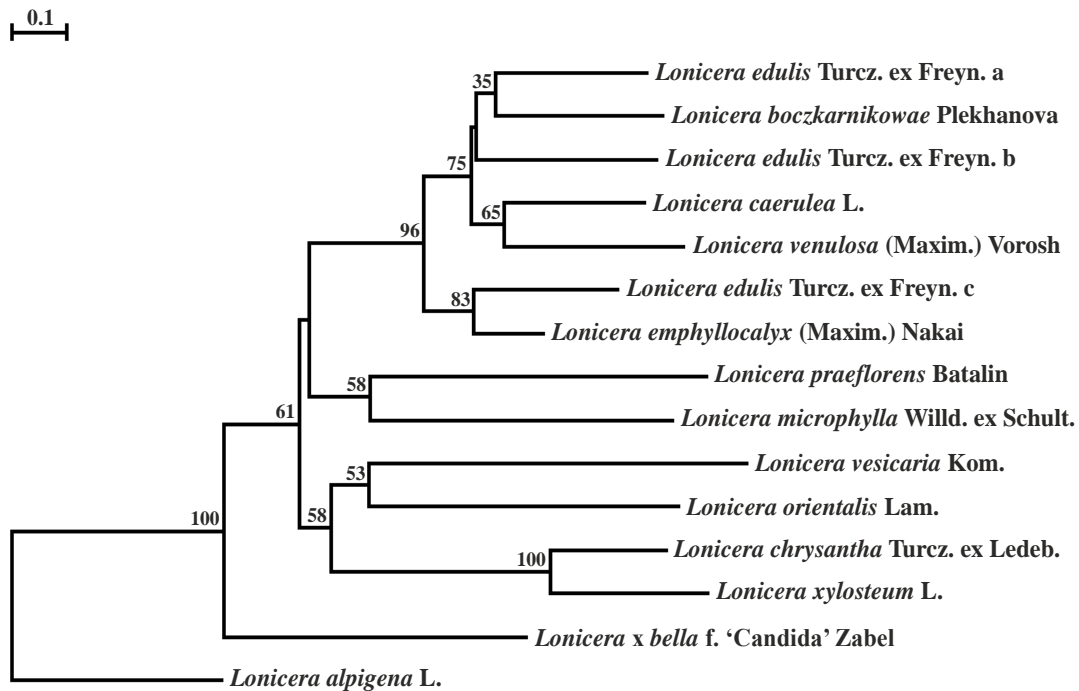 0.1
35
Lonicera edulis Turcz. ex Freyn. a
Lonicera boczkarnikowae Plekhanova
75
Lonicera edulis Turcz. ex Freyn. b
65
Lonicera caerulea L.
Lonicera venulosa (Maxim.) Vorosh
96
83
Lonicera edulis Turcz. ex Freyn. c
Lonicera emphyllocalyx (Maxim.) Nakai
58
Lonicera praeflorens Batalin
61
Lonicera microphylla Willd. ex Schult.
53
Lonicera vesicaria Kom.
100
58
Lonicera orientalis Lam.
100
Lonicera chrysantha Turcz. ex Ledeb.
Lonicera xylosteum L.
Lonicera x bella f. ‘Candida’ Zabel
Lonicera alpigena L.